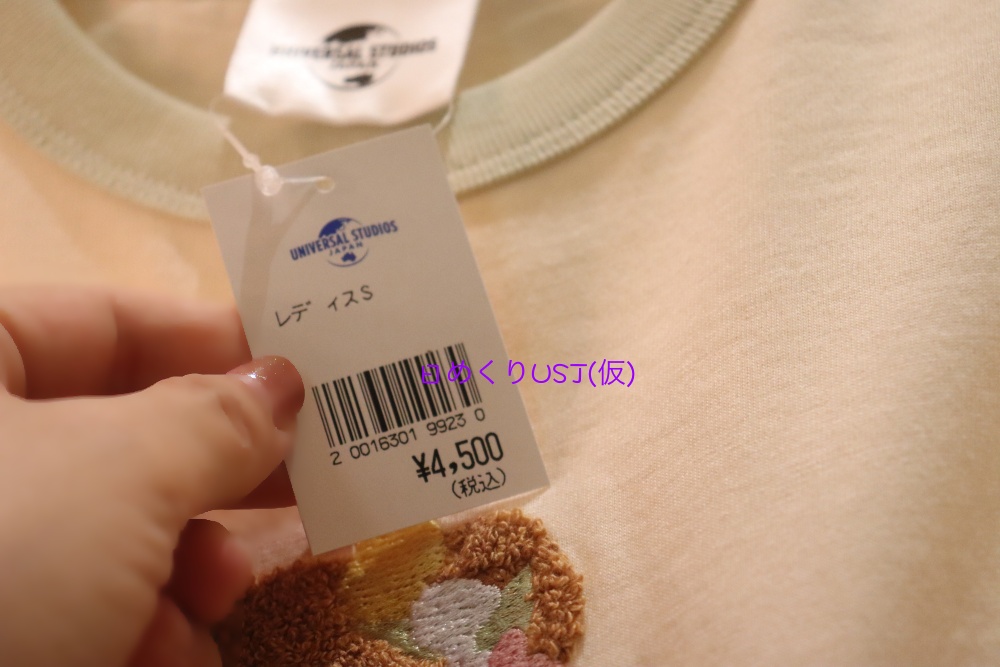 UNIVERSAL STUDIOS
JAPAN
UNIVERSAL STUDIOS
JAPAN
レディスS
日めくりUSJ(仮)
2 0016301 9923 0
¥4,500
(税込)